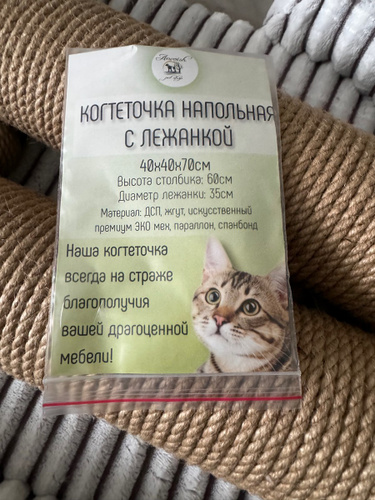 КОГТЕТОЧКА НАПОЛЬНАЯ
С ЛЕЖАНКОЙ
40х40х70см
Высота столбика: 60см
Диаметр лежанки: 35см
Материал: ДСП, жгут, искусственный
премиум ЭКО мех, параллон, спанбонд
Наша когтеточка
всегда на страже
благополучия
вашей драгоценной
мебели!